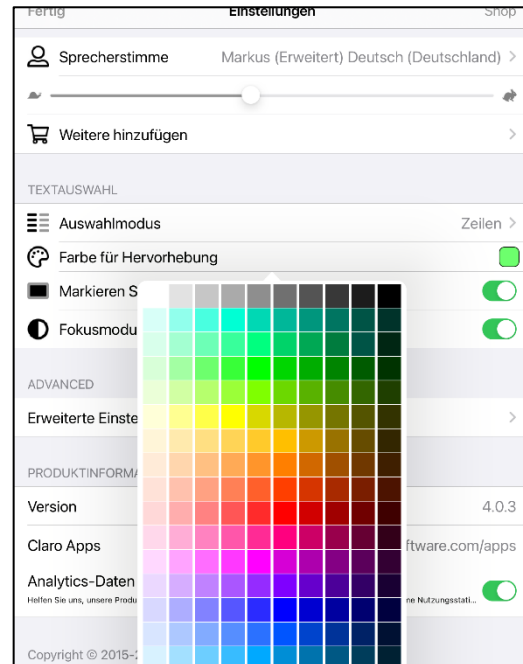 Fertig Einstellungen Shop
Sprecherstimme Markus (Erweitert) Deutsch (Deutschland)
Weitere hinzufügen
TEXTAUSWAHL
Auswahlmodus Zeilen
Farbe für Hervorhebung
Markieren S
Fokusmodu
ADVANCED
Erweiterte Einste
PRODUKTINFORMA
Version 4.0.3
Claro Apps ftware.com/apps
Analytics-Daten
Helfen Sie uns, unsere Produ ne Nutzungsstati...
Copyright © 2015-2